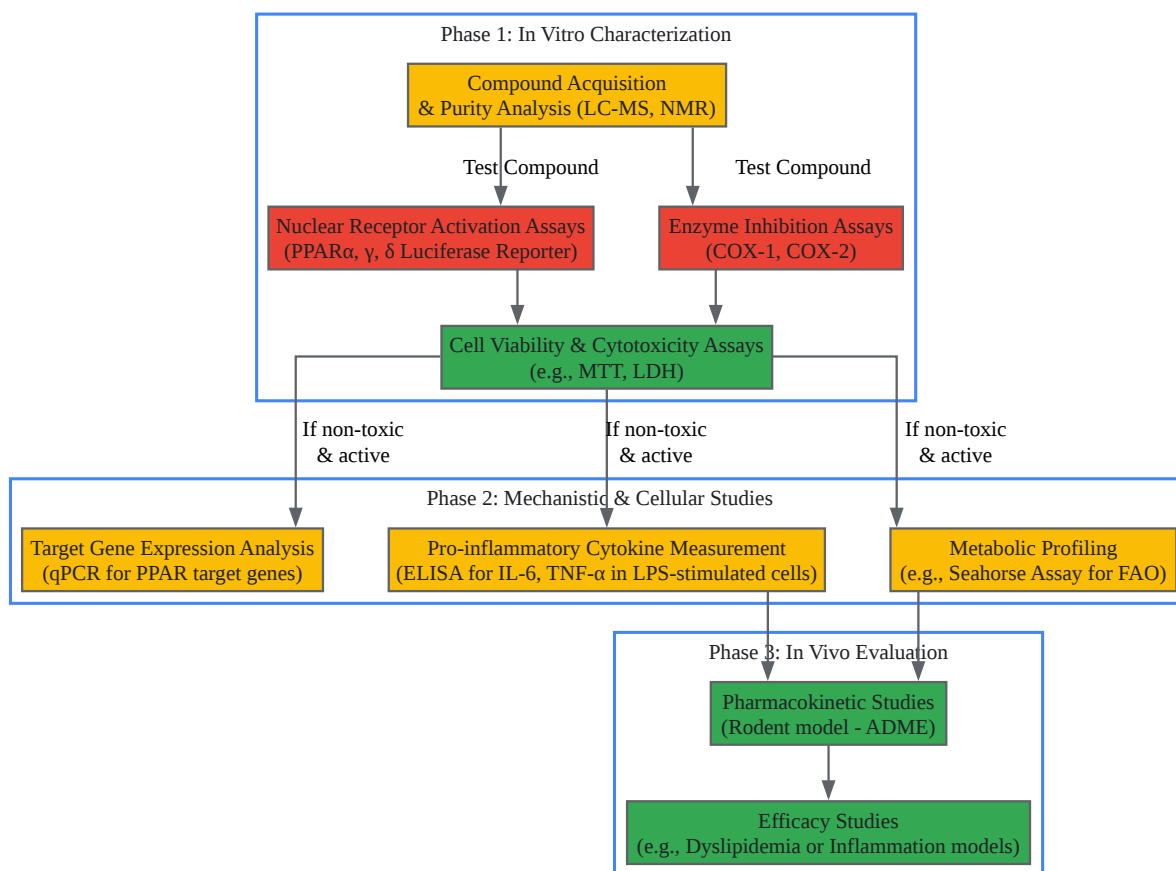 Phase 1: In Vitro Characterization
Compound Acquisition
& Purity Analysis (LC-MS, NMR)
Test Compound
Test Compound
Nuclear Receptor Activation Assays
(PPARα, γ, δ Luciferase Reporter)
Enzyme Inhibition Assays
(COX-1, COX-2)
Cell Viability & Cytotoxicity Assays
(e.g., MTT, LDH)
If non-toxic
& active
If non-toxic
& active
If non-toxic
& active
Phase 2: Mechanistic & Cellular Studies
Target Gene Expression Analysis
(qPCR for PPAR target genes)
Pro-inflammatory Cytokine Measurement
(ELISA for IL-6, TNF-α in LPS-stimulated cells)
Metabolic Profiling
(e.g., Seahorse Assay for FAO)
Phase 3: In Vivo Evaluation
Pharmacokinetic Studies
(Rodent model - ADME)
Efficacy Studies
(e.g., Dyslipidemia or Inflammation models)